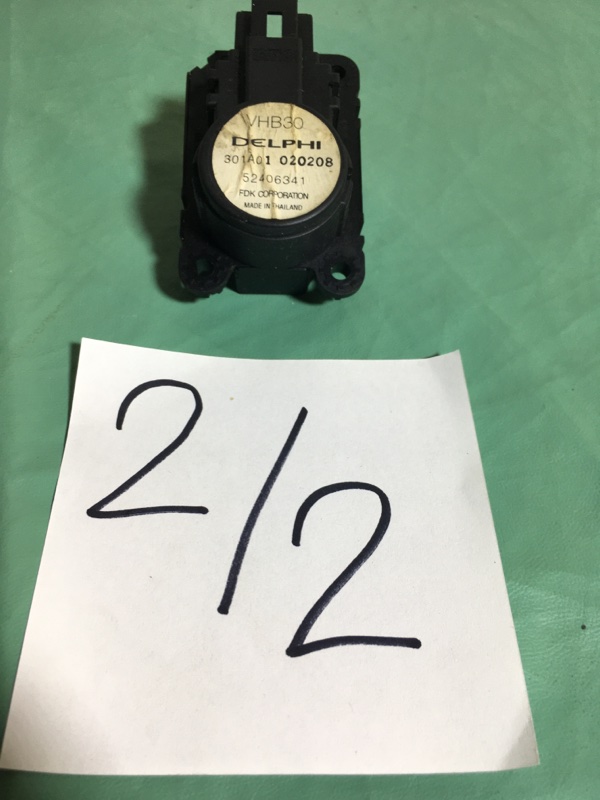 VHB30
DELPHI
301A01 020208
52406341
FDK CORPORATION
MADE IN THAILAND
2/2